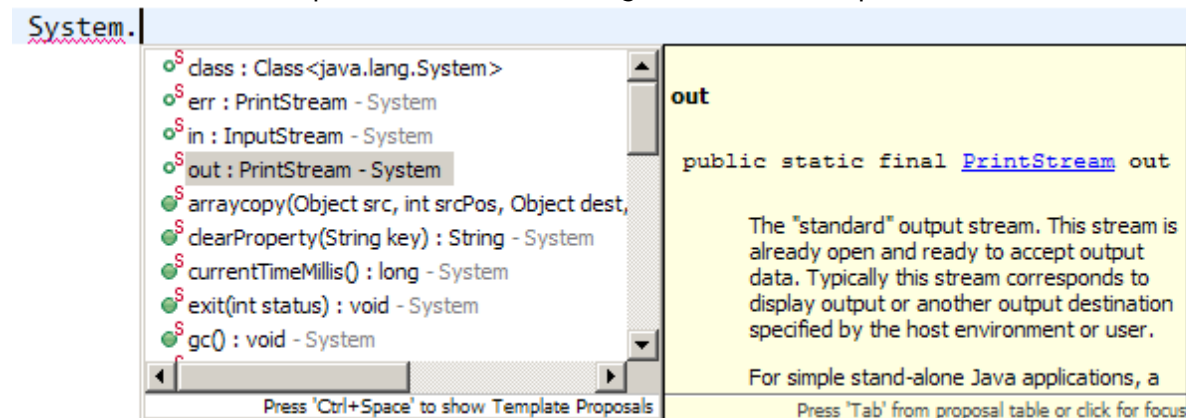 System.
class : Class<java.lang.System>
err : PrintStream - System
in : InputStream - System
out : PrintStream - System
arraycopy(Object src, int srcPos, Object dest,
clearProperty(String key) : String - System
currentTimeMillis() : long - System
exit(int status) : void - System
gc() : void - System
Press 'Ctrl+Space' to show Template Proposals
out
public static final PrintStream out
The "standard" output stream. This stream is
already open and ready to accept output
data. Typically this stream corresponds to
display output or another output destination
specified by the host environment or user.
For simple stand-alone Java applications, a
Press 'Tab' from proposal table or click for focus